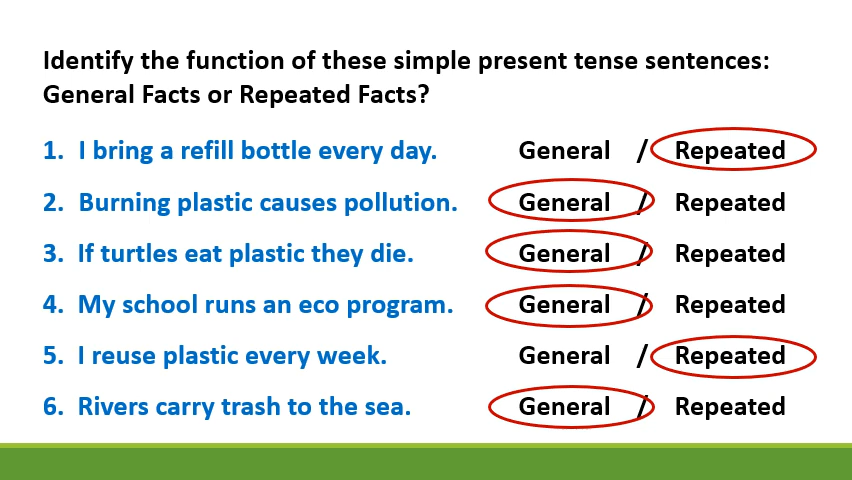 Identify the function of these simple present tense sentences:
General Facts or Repeated Facts?
1. I bring a refill bottle every day. General / Repeated
2. Burning plastic causes pollution. General / Repeated
3. If turtles eat plastic they die. General / Repeated
4. My school runs an eco program. General / Repeated
5. I reuse plastic every week. General / Repeated
6. Rivers carry trash to the sea. General / Repeated